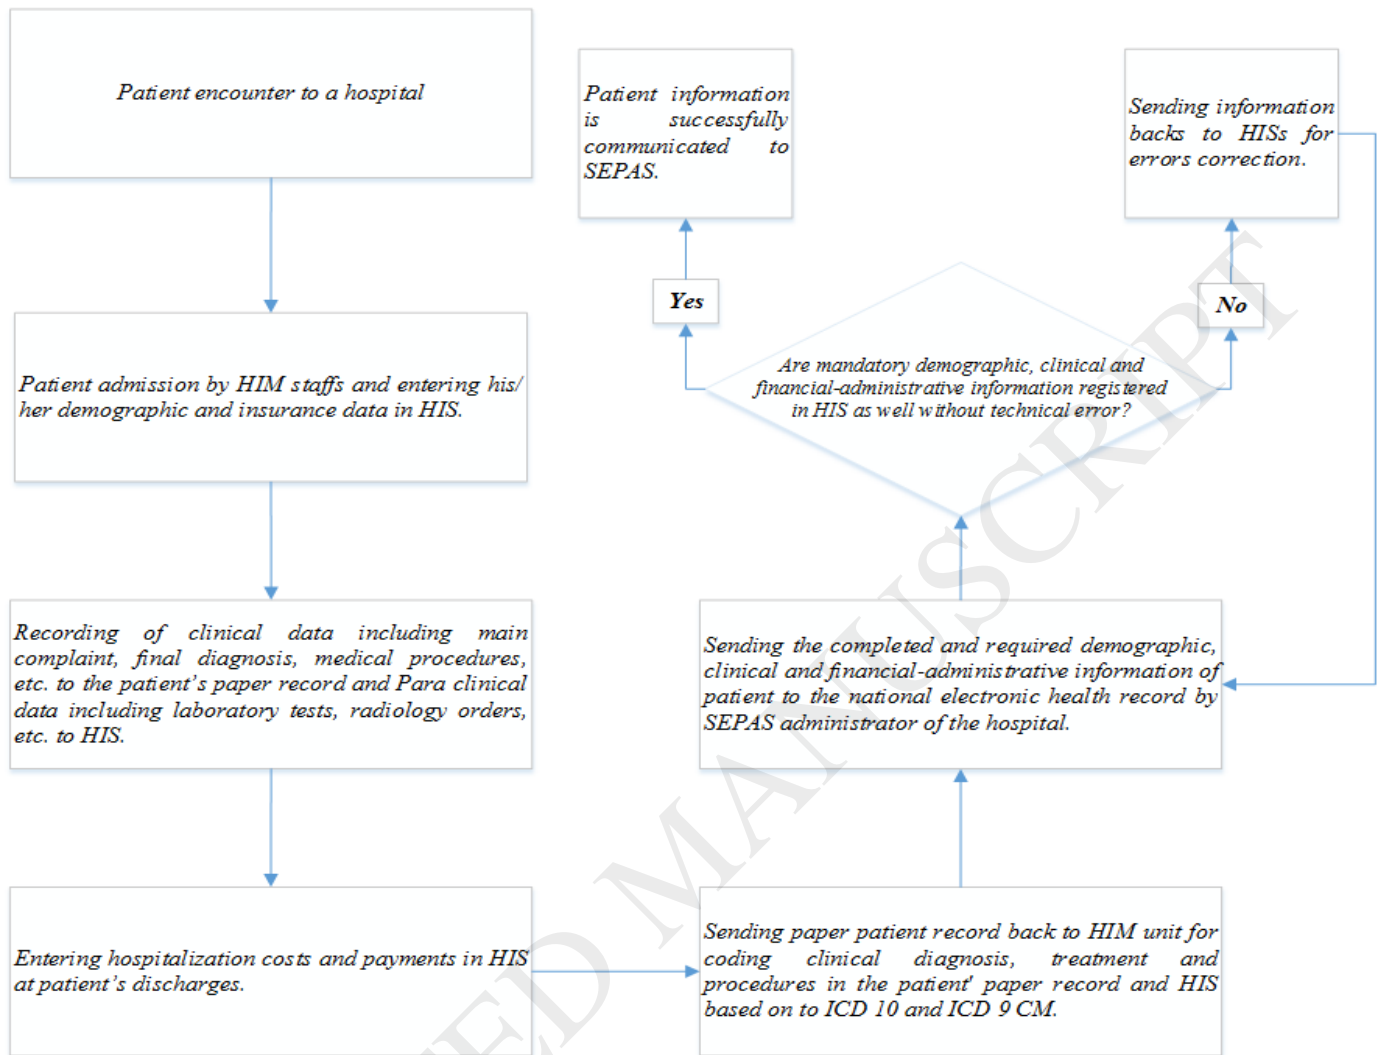 Patient encounter to a hospital
Patient admission by HIM staffs and entering his/
her demographic and insurance data in HIS.
Recording of clinical data including main
complaint, final diagnosis, medical procedures,
etc. to the patient's paper record and Para clinical
data including laboratory tests, radiology orders,
etc. to HIS.
Entering hospitalization costs and payments in HIS
at patient's discharges.
Sending paper patient record back to HIM unit for
coding clinical diagnosis, treatment and
procedures in the patient' paper record and HIS
based on to ICD 10 and ICD 9 CM.
Sending the completed and required demographic,
clinical and financial-administrative information of
patient to the national electronic health record by
SEPAS administrator of the hospital.
Are mandatory demographic, clinical and
financial-administrative information registered
in HIS as well without technical error?
Yes
Patient information
is successfully
communicated to
SEPAS.
No
Sending information
backs to HISs for
errors correction.
TED MANUSCRIPT